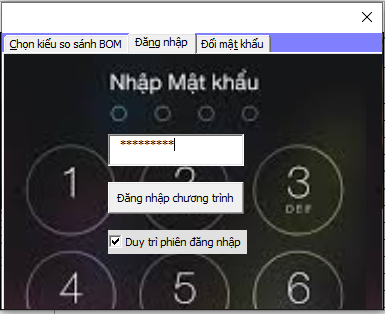 Chọn kiểu so sánh BOM Đăng nhập Đổi mật khẩu
Nhập Mật khẩu
*********
1 2 3
DEF
Đăng nhập chương trình
Duy trì phiên đăng nhập
4 5 6